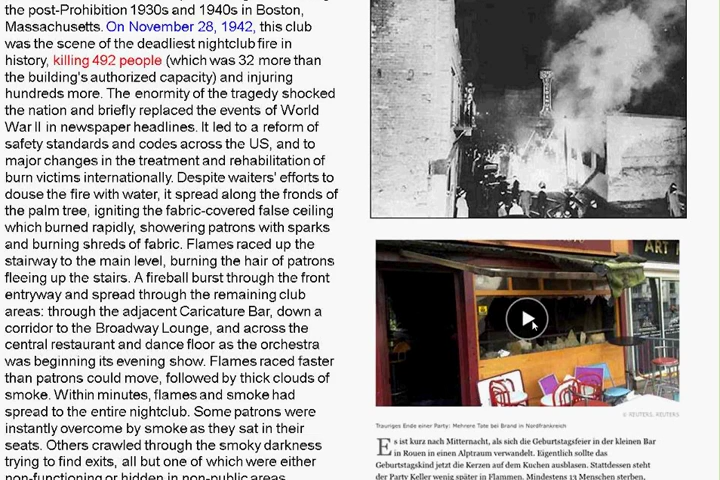 the post-Prohibition 1930s and 1940s in Boston,
Massachusetts. On November 28, 1942, this club
was the scene of the deadliest nightclub fire in
history, killing 492 people (which was 32 more than
the building's authorized capacity) and injuring
hundreds more. The enormity of the tragedy shocked
the nation and briefly replaced the events of World
War II in newspaper headlines. It led to a reform of
safety standards and codes across the US, and to
major changes in the treatment and rehabilitation of
burn victims internationally. Despite waiters' efforts to
douse the fire with water, it spread along the fronds of
the palm tree, igniting the fabric-covered false ceiling
which burned rapidly, showering patrons with sparks
and burning shreds of fabric. Flames raced up the
stairway to the main level, burning the hair of patrons
fleeing up the stairs. A fireball burst through the front
entryway and spread through the remaining club
areas: through the adjacent Caricature Bar, down a
corridor to the Broadway Lounge, and across the
central restaurant and dance floor as the orchestra
was beginning its evening show. Flames raced faster
than patrons could move, followed by thick clouds of
smoke. Within minutes, flames and smoke had
spread to the entire nightclub. Some patrons were
instantly overcome by smoke as they sat in their
seats. Others crawled through the smoky darkness
trying to find exits, all but one of which were either
non-functioning or hidden in non-public areas.
ART
© REUTERS, REUTERS
Trauriges Ende einer Party: Mehrere Tote bei Brand in Nordfrankreich
Es ist kurz nach Mitternacht, als sich die Geburtstagsfeier in der kleinen Bar
in Rouen in einen Alptraum verwandelt. Eigentlich sollte das
Geburtstagskind jetzt die Kerzen auf dem Kuchen ausblasen. Stattdessen steht
der Party Keller wenig später in Flammen. Mindestens 13 Menschen sterben,